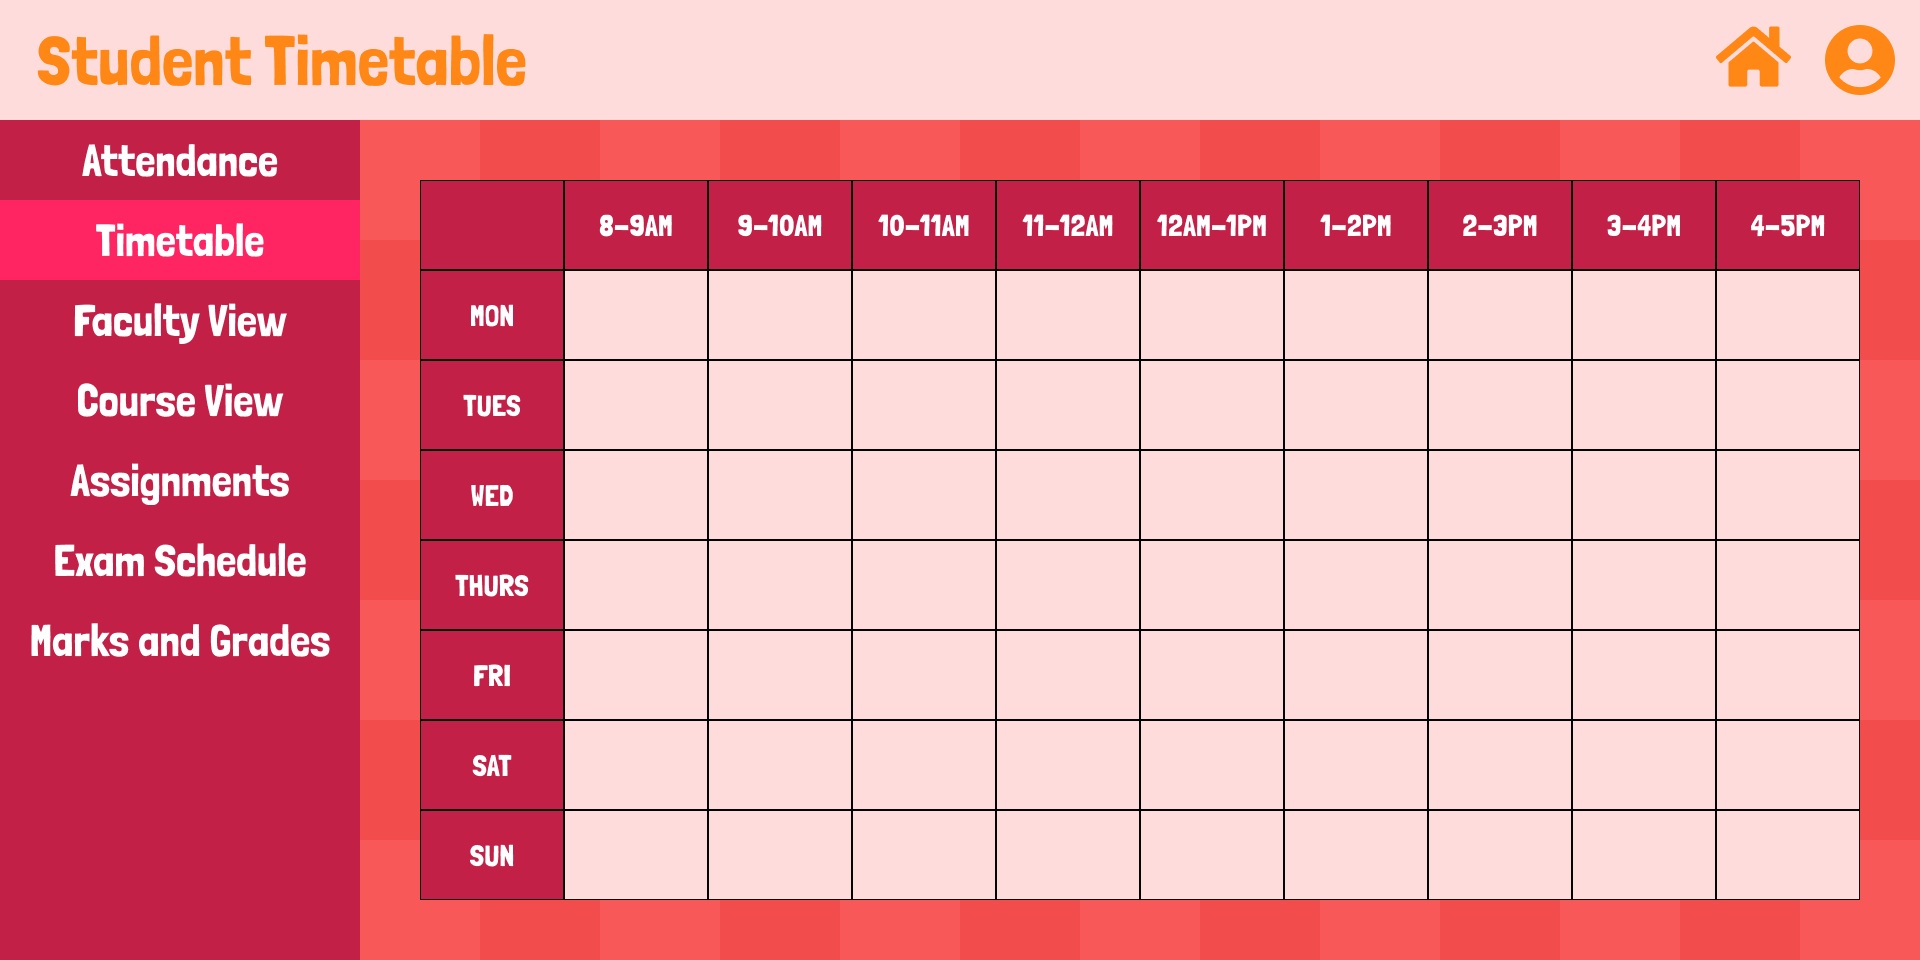 Student Timetable
Attendance
Timetable
Faculty View
Course View
Assignments
Exam Schedule
Marks and Grades
8-9AM 9-10AM 10-11AM 11-12AM 12AM-1PM 1-2PM 2-3PM 3-4PM 4-5PM
MON
TUES
WED
THURS
FRI
SAT
SUN